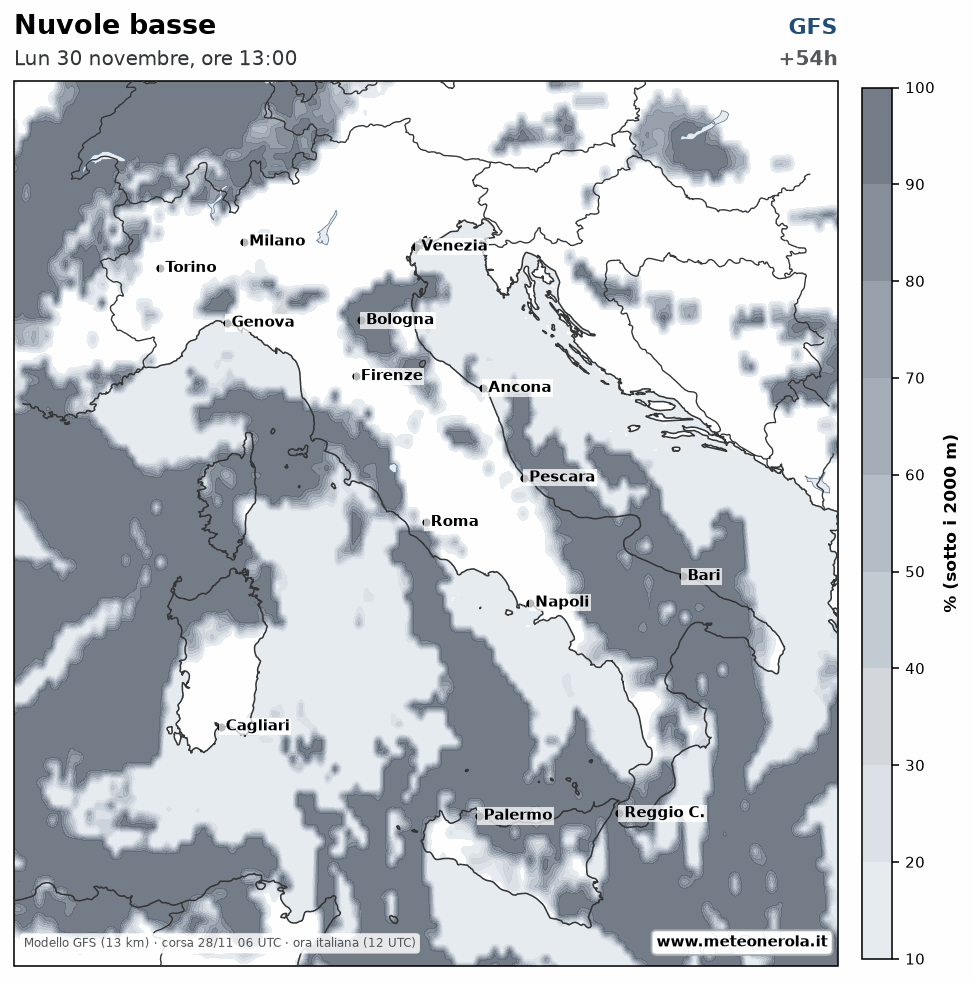 Nuvole basse
GFS
Lun 30 novembre, ore 13:00
+54h
Milano
Venezia
Torino
Genova
Bologna
Firenze
Ancona
Pescara
Roma
Bari
Napoli
Cagliari
Palermo
Reggio C.
100
90
80
70
60
50
40
30
20
10
% (sotto i 2000 m)
Modello GFS (13 km) · corsa 28/11 06 UTC · ora italiana (12 UTC)
www.meteonerola.it